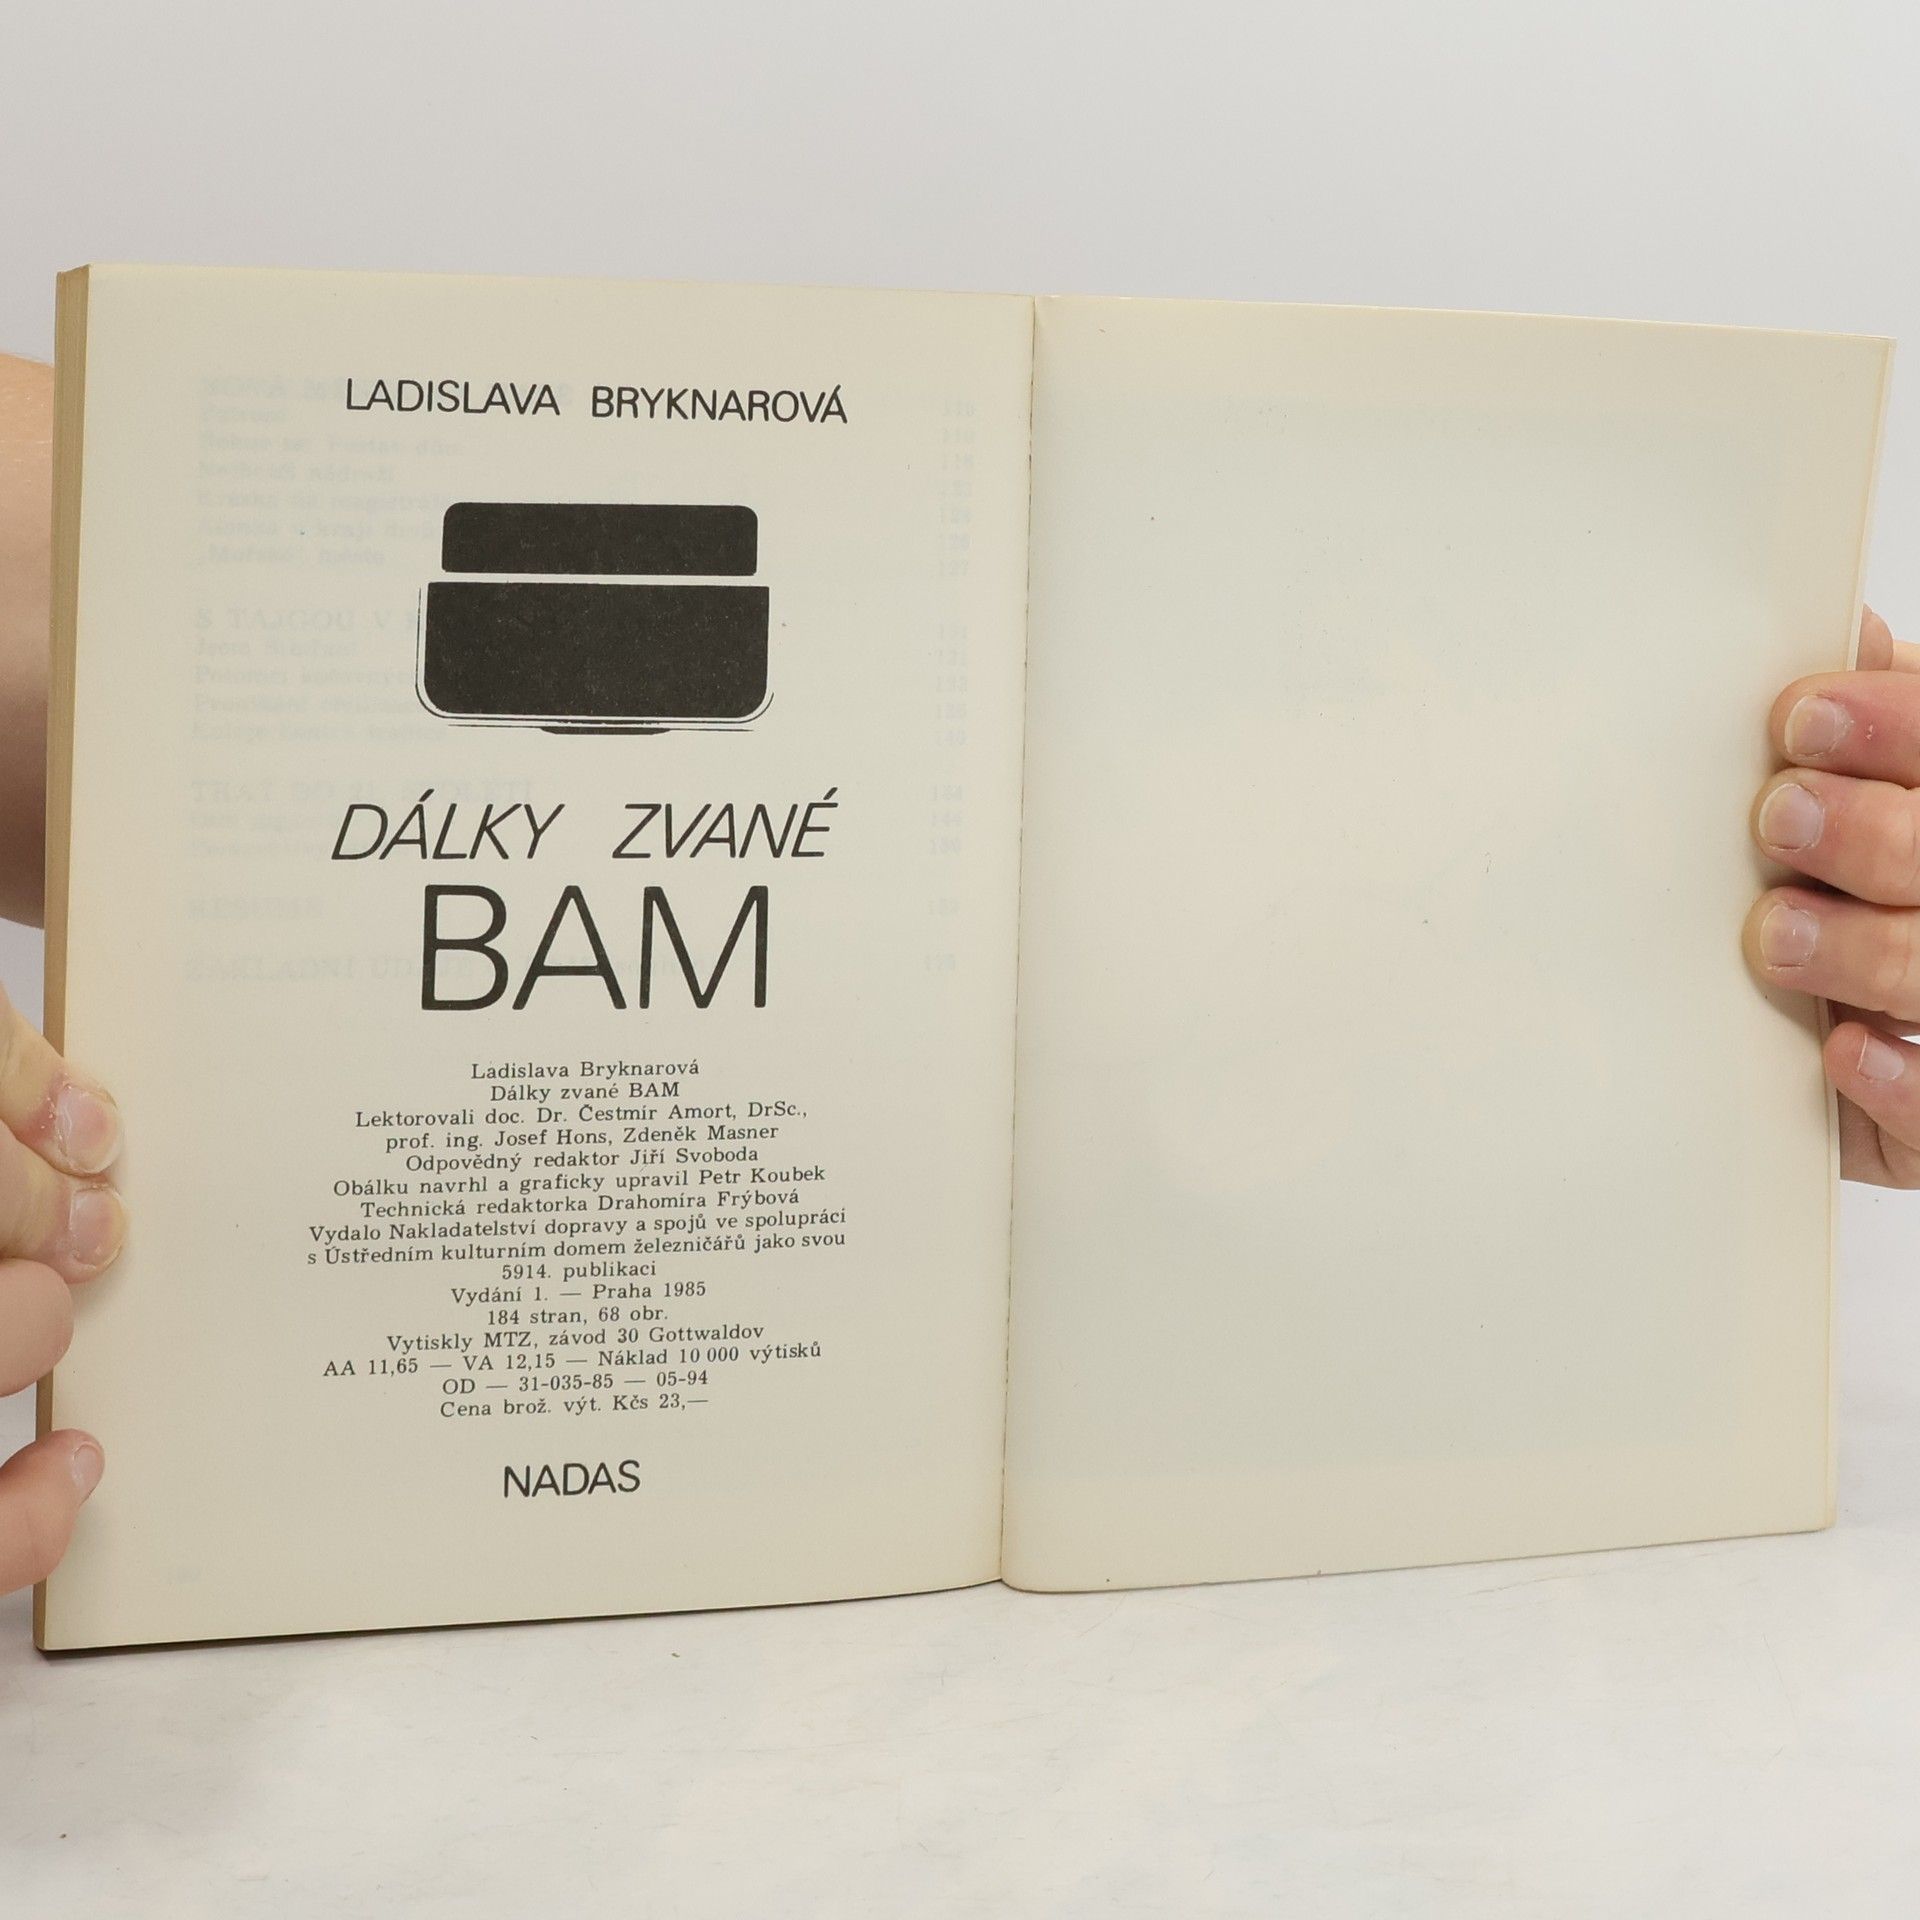 LADISLAVA BRYKNAROVÁ
DÁLKY ZVANÉ
BAM
Ladislava Bryknarová
Dálky zvané BAM
Lektorovali doc. Dr. Čestmír Amort, DrSc.,
prof. ing. Josef Hons, Zdeněk Masner
Odpovědný redaktor Jiří Svoboda
Obálku navrhl a graficky upravil Petr Koubek
Technická redaktorka Drahomíra Frýbová
Vydalo Nakladatelství dopravy a spojů ve spolupráci
s Ústředním kulturním domem železničářů jako svou
5914. publikaci
Vydání 1. — Praha 1985
184 stran, 68 obr.
Vytiskly MTZ, závod 30 Gottwaldov
AA 11,65 — VA 12,15 — Náklad 10 000 výtisků
OD — 31-035-85 — 05-94
Cena brož. výt. Kčs 23,—
NADAS